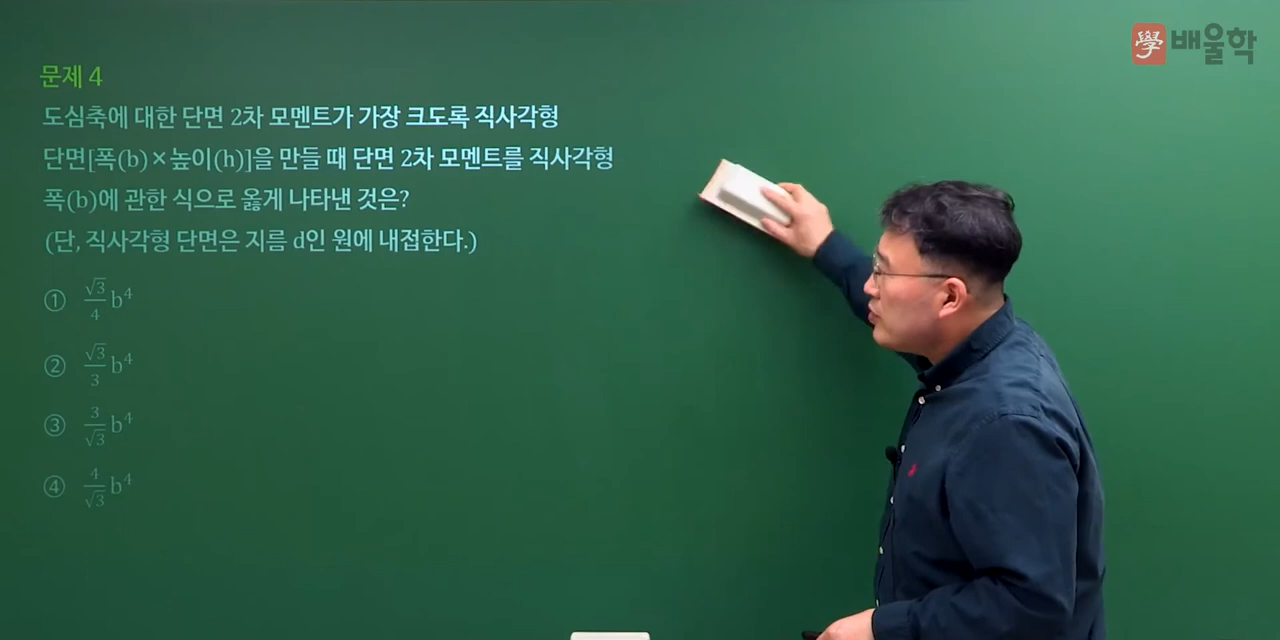 學 배울학
문제 4
도심축에 대한 단면 2차 모멘트가 가장 크도록 직사각형
단면[폭(b)×높이(h)]을 만들 때 단면 2차 모멘트를 직사각형
폭(b)에 관한 식으로 옳게 나타낸 것은?
(단, 직사각형 단면은 지름 d인 원에 내접한다.)
① √3/4 b⁴
② √3/3 b⁴
③ 3/√3 b⁴
④ 4/√3 b⁴